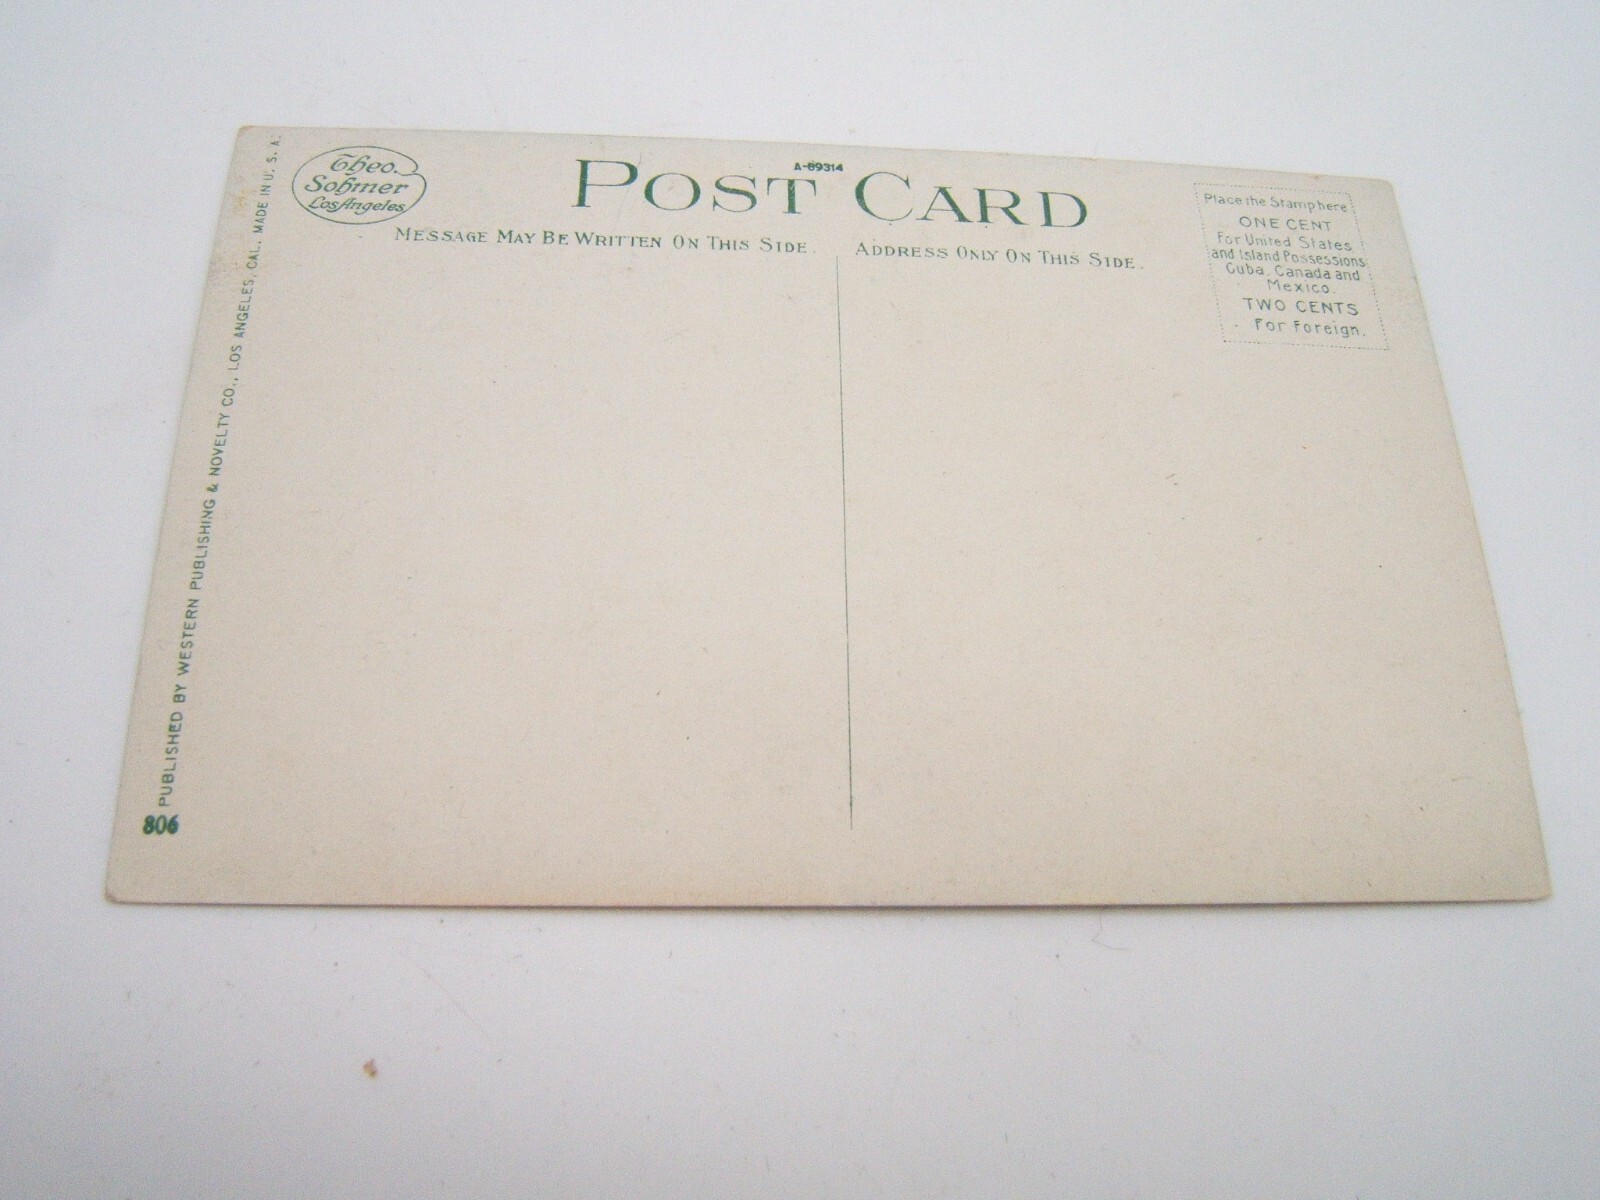 Theo.
Sohmer
Los Angeles
A-89314
POST CARD
MESSAGE MAY BE WRITTEN ON THIS SIDE.
ADDRESS ONLY ON THIS SIDE.
Place the Stamp here
ONE CENT
For United States
and Island Possessions
Cuba, Canada and
Mexico.
TWO CENTS
For Foreign.
PUBLISHED BY WESTERN PUBLISHING & NOVELTY CO., LOS ANGELES, CAL. MADE IN U. S. A.
806